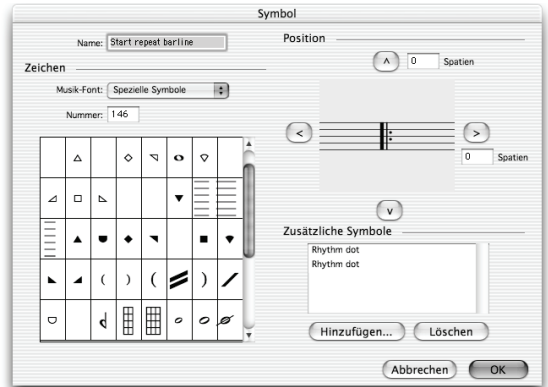 Symbol
Name: Start repeat barline
Zeichen
Musik-Font: Spezielle Symbole
Nummer: 146
Position
0 Spatien
0 Spatien
Zusätzliche Symbole
Rhythm dot
Rhythm dot
Hinzufügen... Löschen
Abbrechen OK